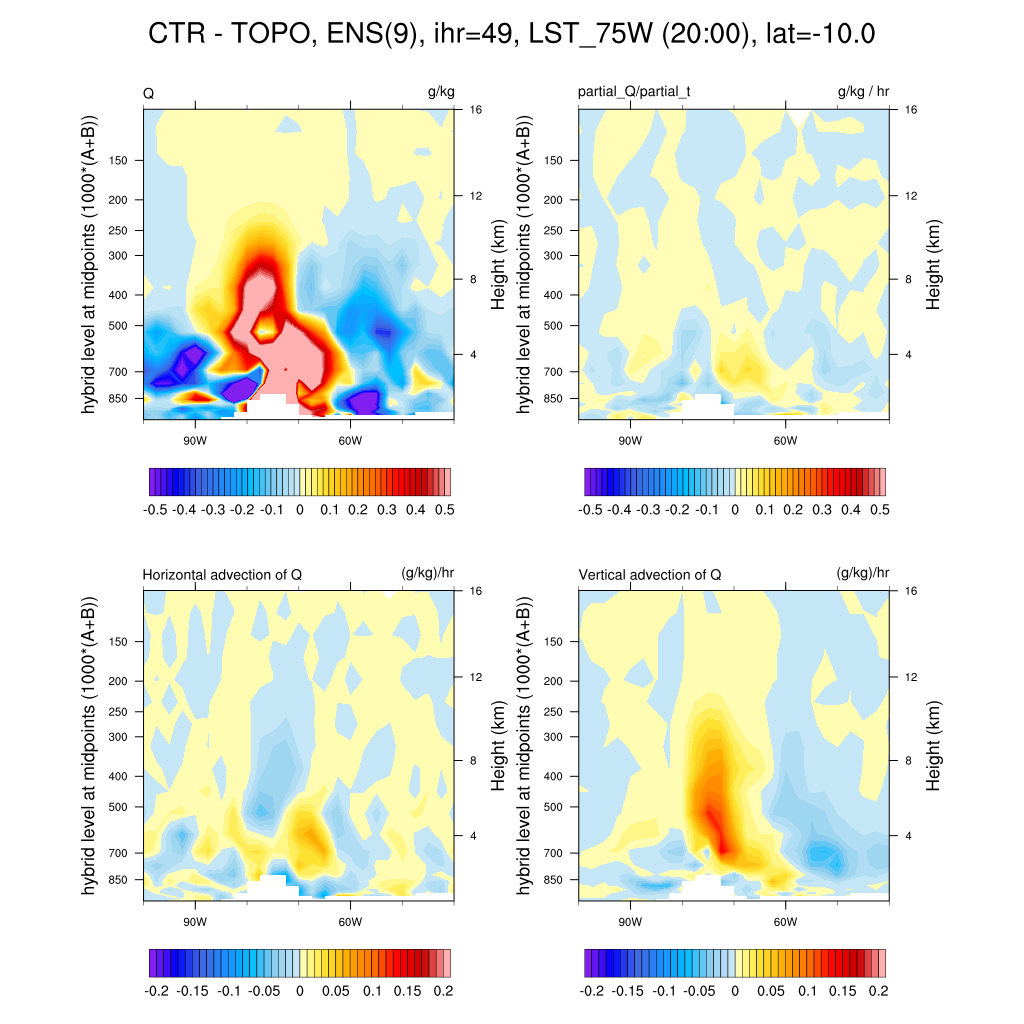 CTR - TOPO, ENS(9), ihr=49, LST_75W (20:00), lat=-10.0
Q g/kg
hybrid level at midpoints (1000*(A+B))
150
200
250
300
400
500
700
850
16
12
8
4
Height (km)
90W 60W
-0.5 -0.4 -0.3 -0.2 -0.1 0 0.1 0.2 0.3 0.4 0.5
partial_Q/partial_t g/kg / hr
hybrid level at midpoints (1000*(A+B))
150
200
250
300
400
500
700
850
16
12
8
4
Height (km)
90W 60W
-0.5 -0.4 -0.3 -0.2 -0.1 0 0.1 0.2 0.3 0.4 0.5
Horizontal advection of Q (g/kg)/hr
hybrid level at midpoints (1000*(A+B))
150
200
250
300
400
500
700
850
16
12
8
4
Height (km)
90W 60W
-0.2 -0.15 -0.1 -0.05 0 0.05 0.1 0.15 0.2
Vertical advection of Q (g/kg)/hr
hybrid level at midpoints (1000*(A+B))
150
200
250
300
400
500
700
850
16
12
8
4
Height (km)
90W 60W
-0.2 -0.15 -0.1 -0.05 0 0.05 0.1 0.15 0.2